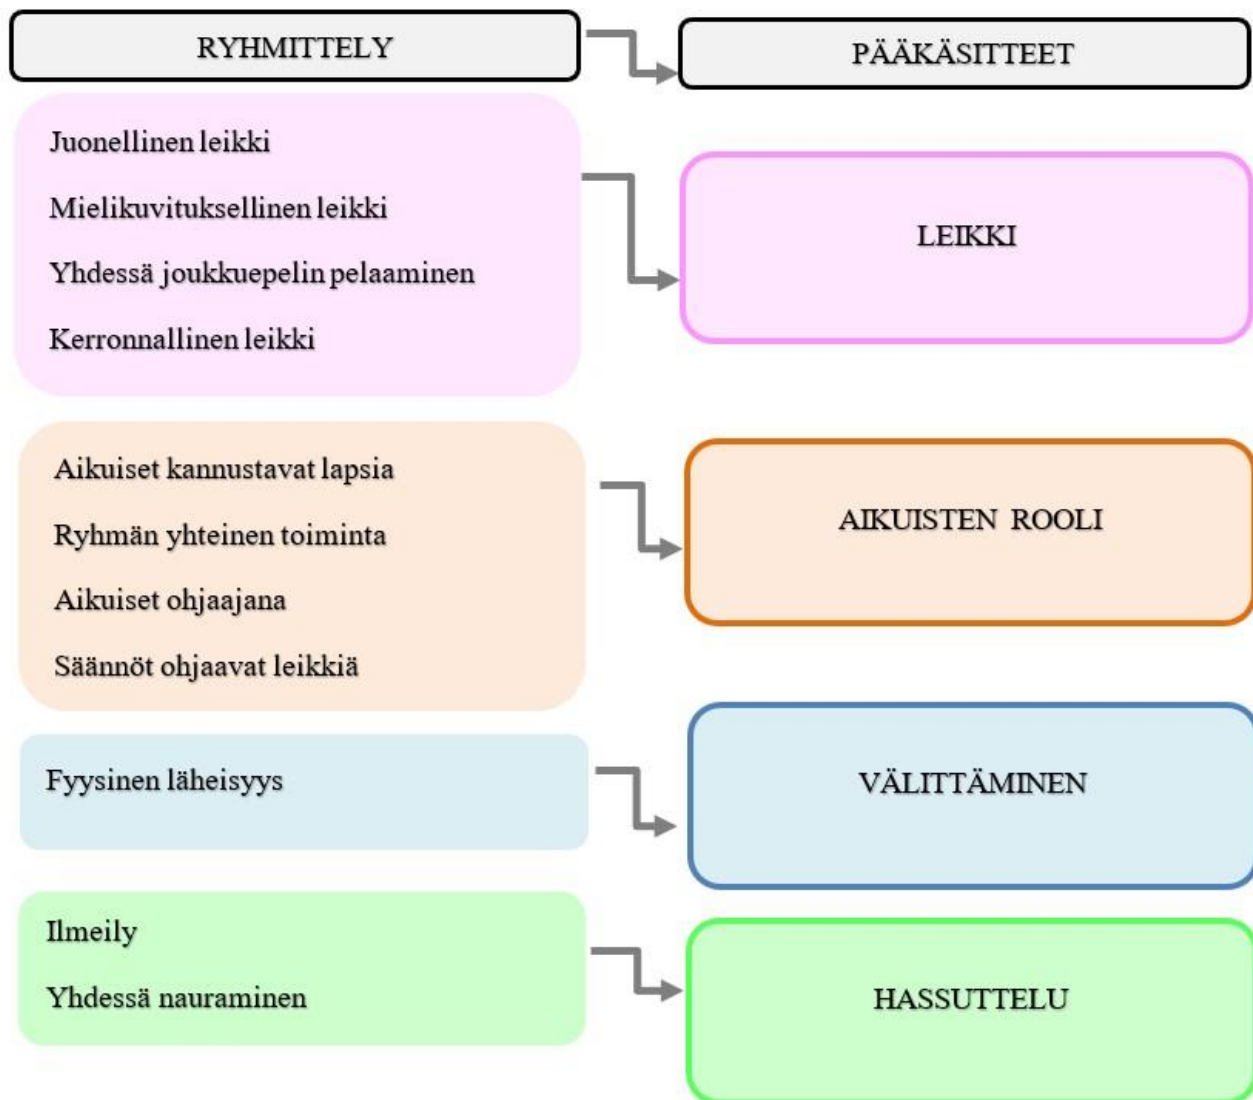 RYHMITTELY
PÄÄKÄSITTEET
Juonellinen leikki
Mielikuvituksellinen leikki
Yhdessä joukkuepelin pelaaminen
Kerronnallinen leikki
LEIKKI
Aikuiset kannustavat lapsia
Ryhmän yhteinen toiminta
Aikuiset ohjaajana
Säännöt ohjaavat leikkiä
AIKUISTEN ROOLI
Fyysinen läheisyys
VÄLITTÄMINEN
Ilmeily
Yhdessä nauraminen
HASSUTTELU